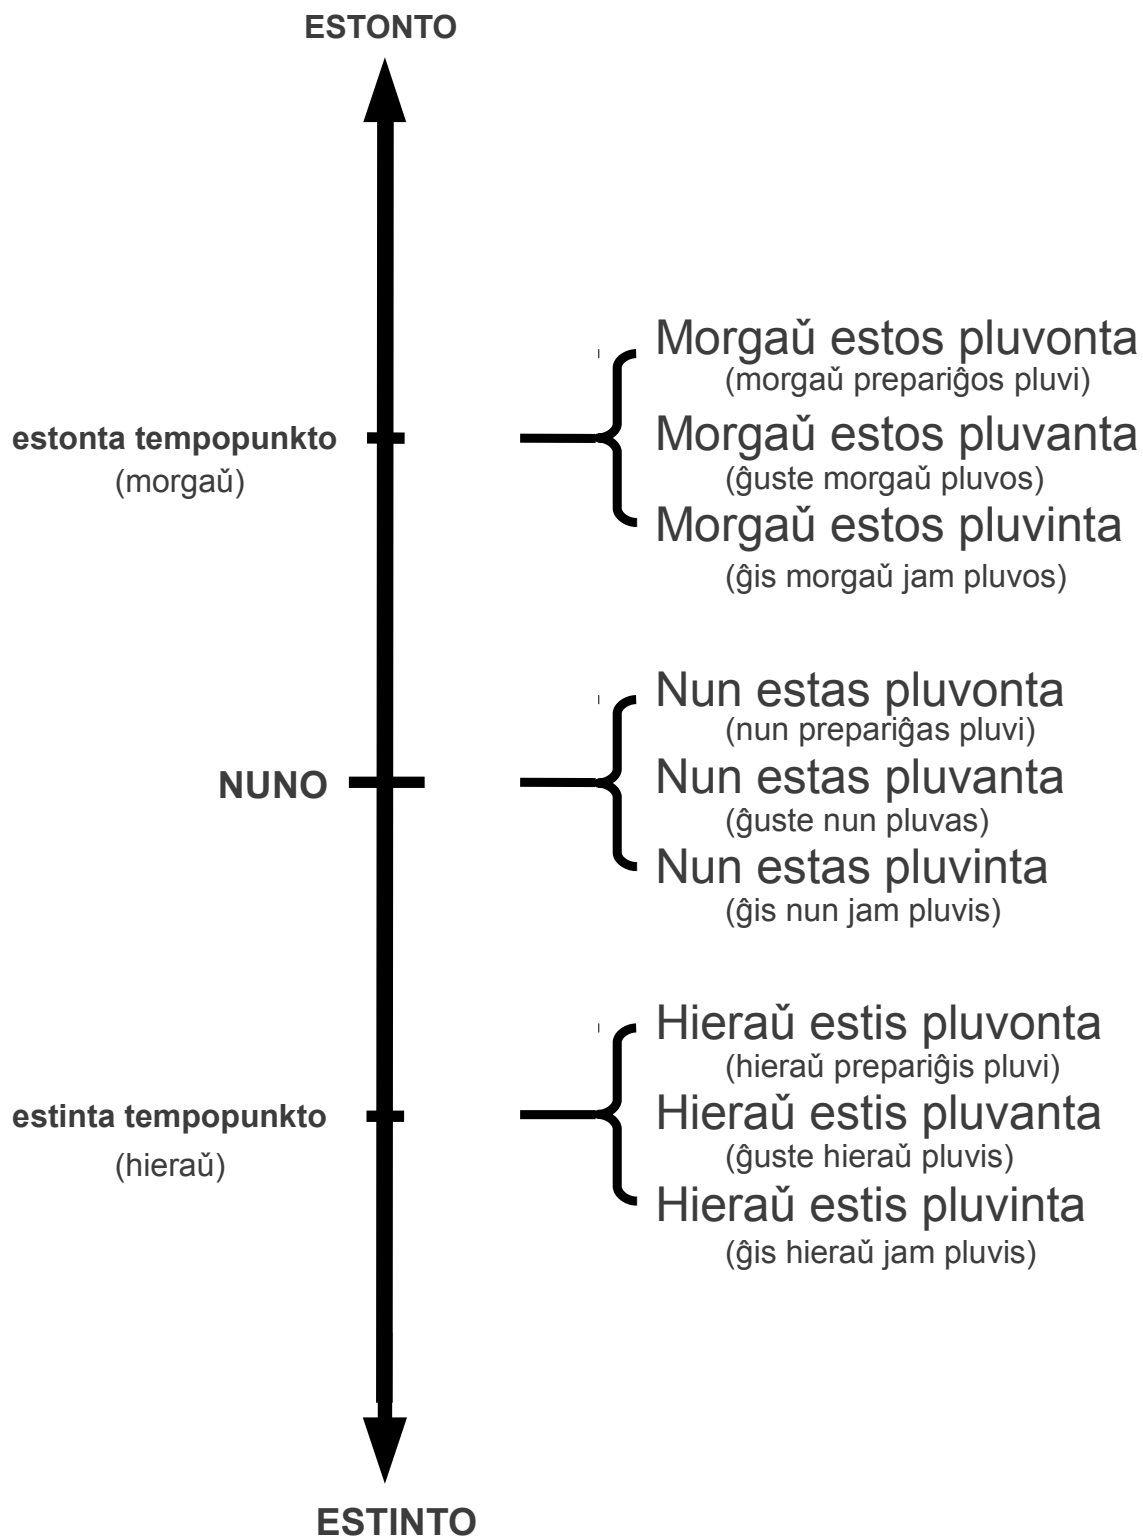 ESTONTO
Morgaŭ estos pluvonta
(morgaŭ prepariĝos pluvi)
estonta tempopunkto
(morgaŭ)
Morgaŭ estos pluvanta
(ĝuste morgaŭ pluvos)
Morgaŭ estos pluvinta
(ĝis morgaŭ jam pluvos)
Nun estas pluvonta
(nun prepariĝas pluvi)
NUNO
Nun estas pluvanta
(ĝuste nun pluvas)
Nun estas pluvinta
(ĝis nun jam pluvis)
Hieraŭ estis pluvonta
(hieraŭ prepariĝis pluvi)
estinta tempopunkto
(hieraŭ)
Hieraŭ estis pluvanta
(ĝuste hieraŭ pluvis)
Hieraŭ estis pluvinta
(ĝis hieraŭ jam pluvis)
ESTINTO